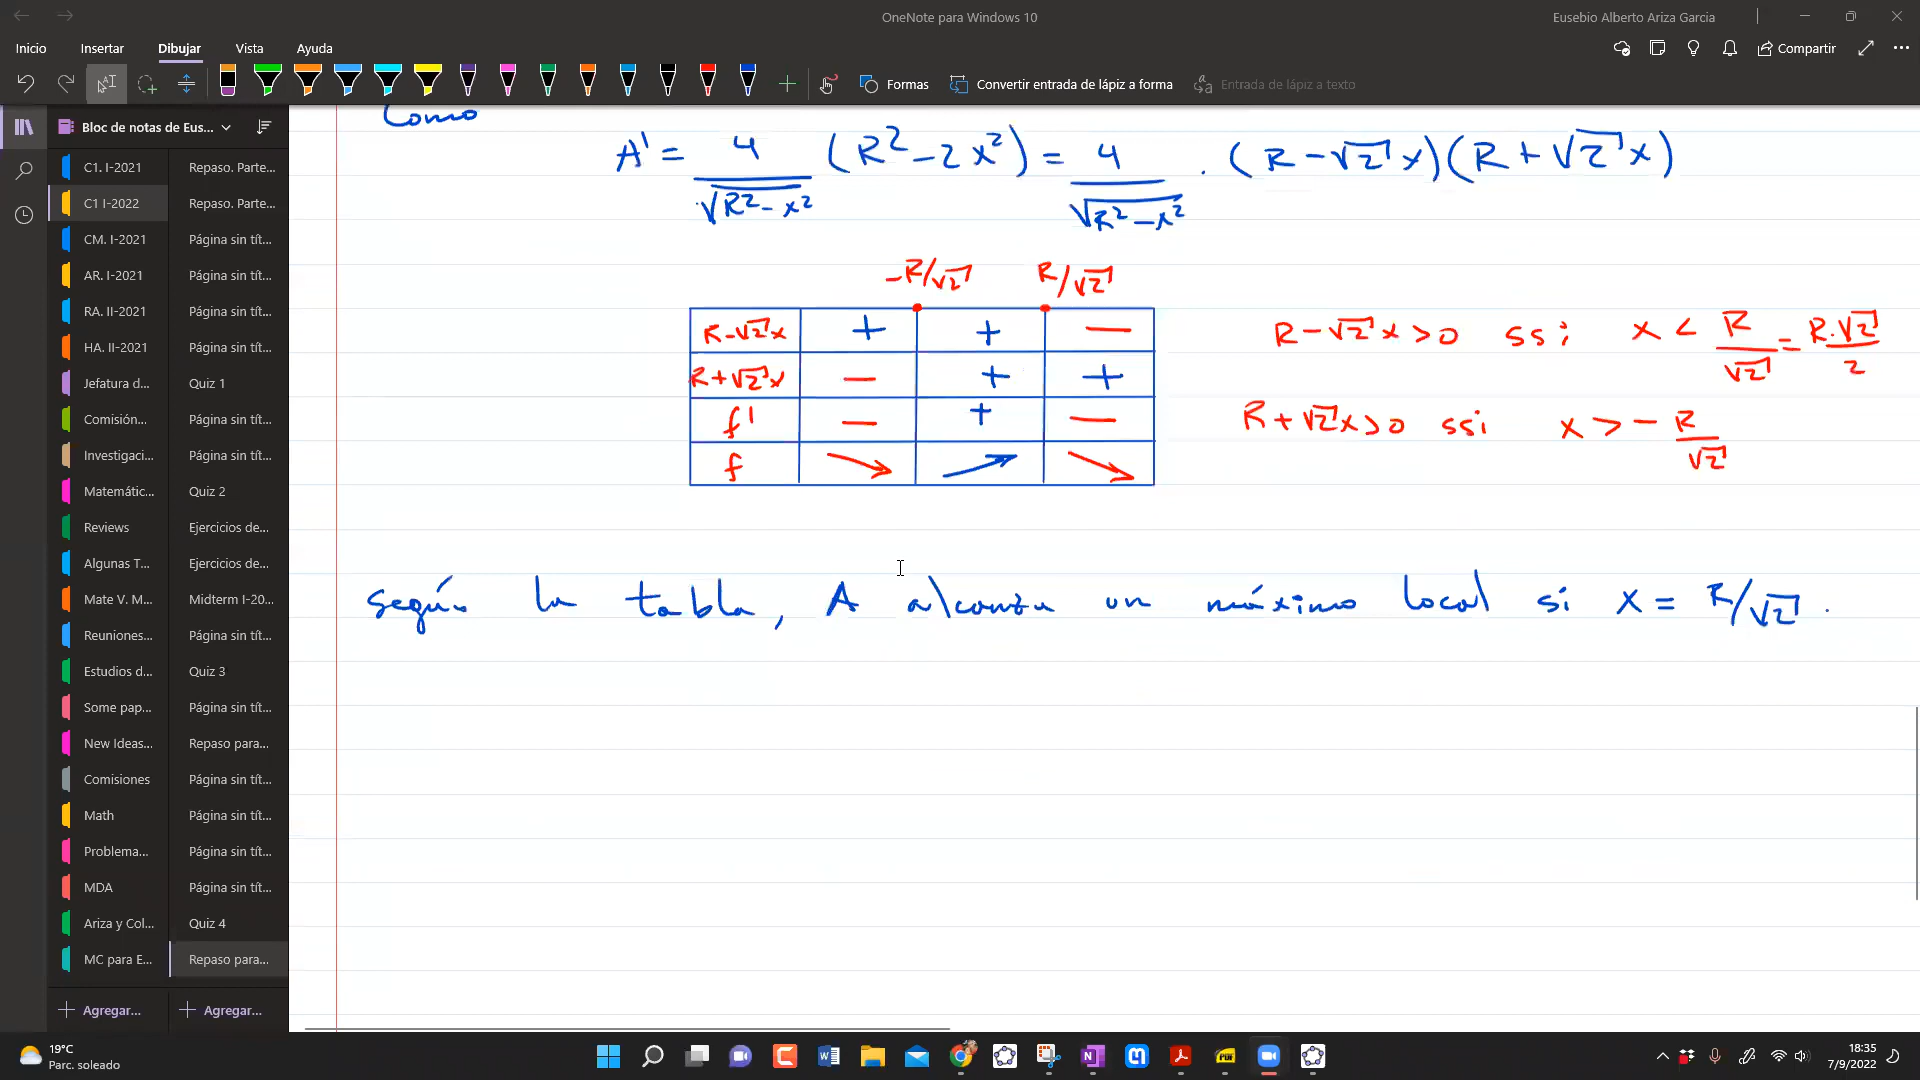 OneNote para Windows 10
Eusebio Alberto Ariza Garcia
Inicio Insertar Dibujar Vista Ayuda
Compartir
Formas
Convertir entrada de lápiz a forma
Entrada de lápiz a texto
Bloc de notas de Eus...
C1. I-2021
C1 I-2022
CM. I-2021
AR. I-2021
RA. II-2021
HA. II-2021
Jefatura d...
Comisión...
Investigaci...
Matemátic...
Reviews
Algunas T...
Mate V. M...
Reuniones...
Estudios d...
Some pap...
New Ideas...
Comisiones
Math
Problema...
MDA
Ariza y Col...
MC para E...
Agregar...
Repaso. Parte...
Repaso. Parte...
Página sin tít...
Página sin tít...
Página sin tít...
Página sin tít...
Quiz 1
Página sin tít...
Página sin tít...
Quiz 2
Ejercicios de...
Ejercicios de...
Midterm I-20...
Página sin tít...
Quiz 3
Página sin tít...
Repaso para...
Página sin tít...
Página sin tít...
Página sin tít...
Página sin tít...
Quiz 4
Repaso para...
Agregar...
Como
A' = 4/√(R² - x²) (R² - 2x²) = 4/√(R² - x²) · (R - √2 x)(R + √2 x)
-R/√2 R/√2
R - √2 x + + −
R + √2 x − + +
f' − + −
f ↘ ↗ ↘
R - √2 x > 0 ssi x < R/√2 = R·√2/2
R + √2 x > 0 ssi x > - R/√2
según la tabla, A alcanza un máximo local si x = R/√2.
19°C
Parc. soleado
18:35
7/9/2022